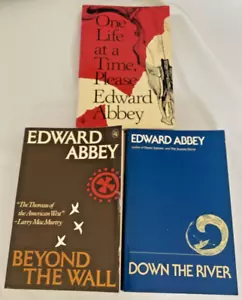 One
Life
at a
Time,
Please
Edward
Abbey
EDWARD
ABBEY
"The Thoreau of
the American West"
–Larry MacMurtry
BEYOND
THE WALL
EDWARD ABBEY
DOWN THE RIVER